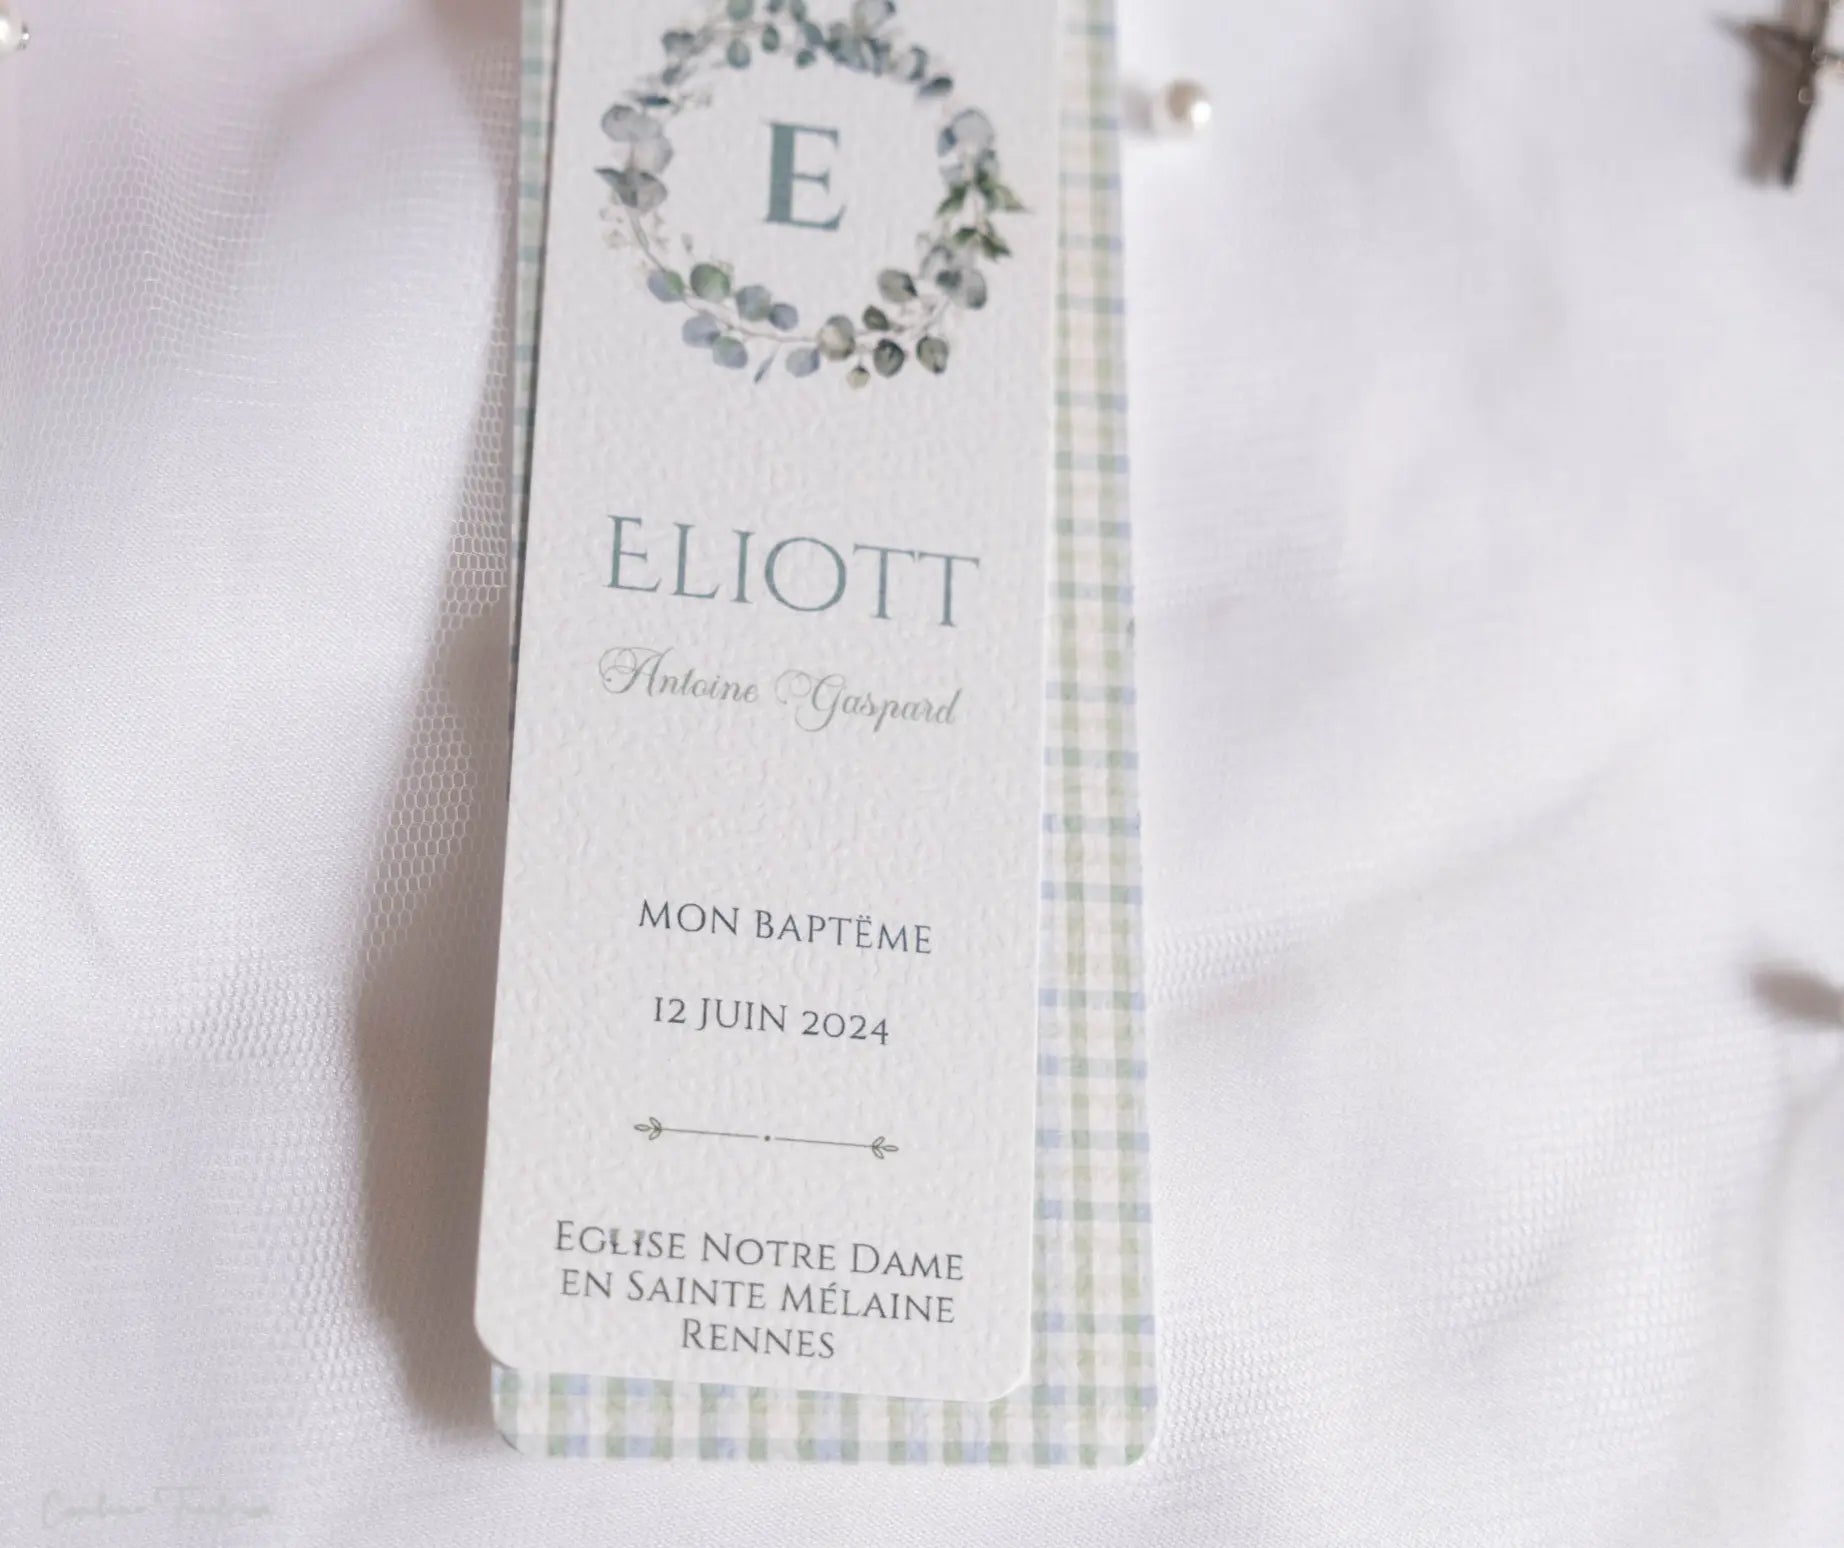 E
ELIOTT
Antoine Gaspard
MON BAPTËME
12 JUIN 2024
EGLISE NOTRE DAME
EN SAINTE MÉLAINE
RENNES